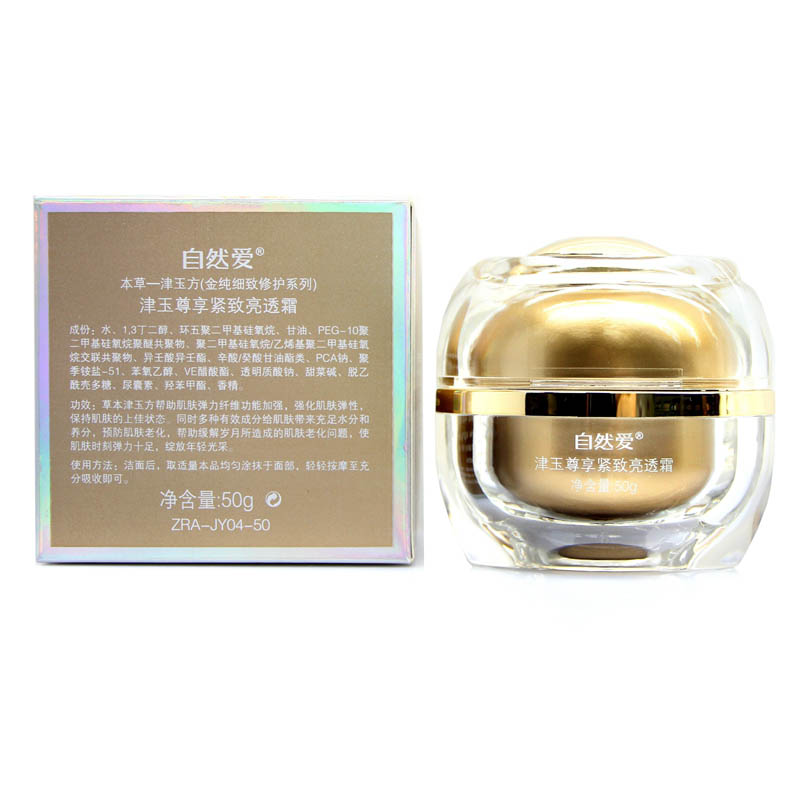 自然爱®
本草—津玉方(金纯细致修护系列)
津玉尊享紧致亮透霜
成份：水、1,3丁二醇、环五聚二甲基硅氧烷、甘油、PEG-10聚
二甲基硅氧烷聚醚共聚物、聚二甲基硅氧烷/乙烯基聚二甲基硅氧
烷交联共聚物、异壬酸异壬酯、辛酸/癸酸甘油酯类、PCA钠、聚
季铵盐-51、苯氧乙醇、VE醋酸酯、透明质酸钠、甜菜碱、脱乙
酰壳多糖、尿囊素、羟苯甲酯、香精。
功效：草本津玉方帮助肌肤弹力纤维功能加强，强化肌肤弹性，
保持肌肤的上佳状态。同时多种有效成分给肌肤带来充足水分和
养分，预防肌肤老化，帮助缓解岁月所造成的肌肤老化问题，使
肌肤时刻弹力十足，绽放年轻光采。
使用方法：洁面后，取适量本品均匀涂抹于面部，轻轻按摩至充
分吸收即可。
净含量:50g
ZRA-JY04-50
自然爱®
津玉尊享紧致亮透霜
净含量:50g